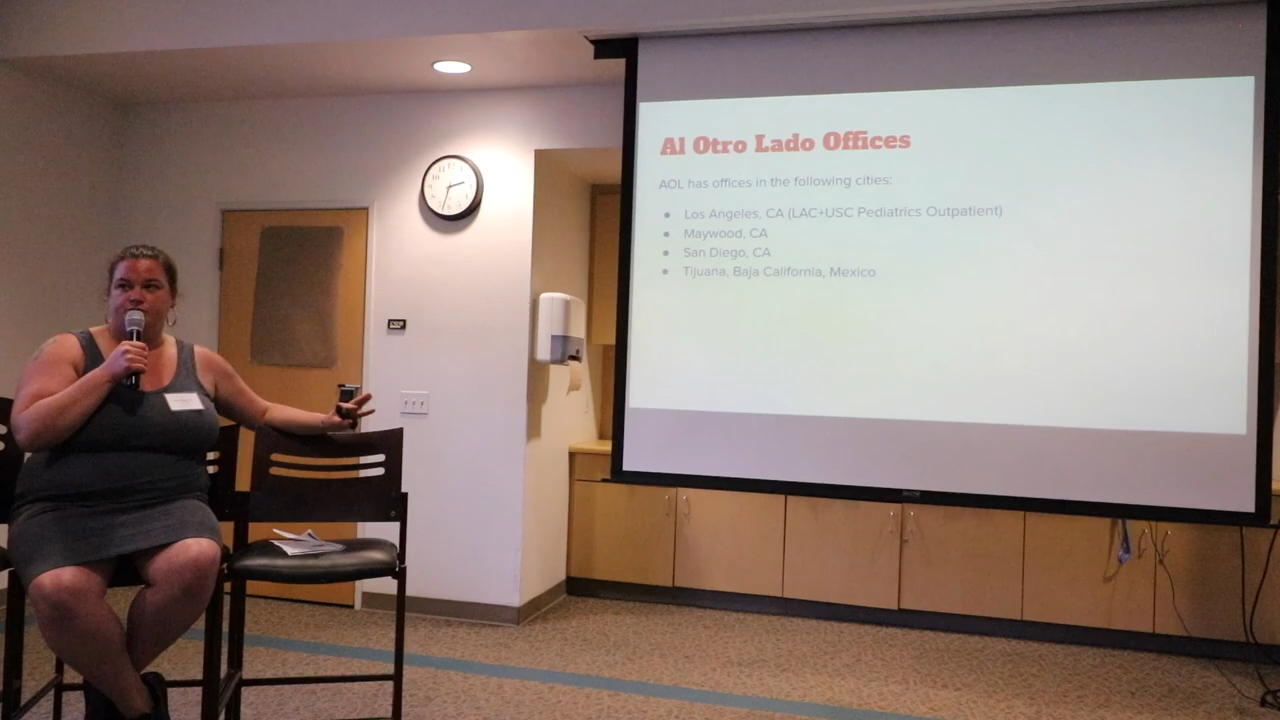 Al Otro Lado Offices
AOL has offices in the following cities:
● Los Angeles, CA (LAC+USC Pediatrics Outpatient)
● Maywood, CA
● San Diego, CA
● Tijuana, Baja California, Mexico